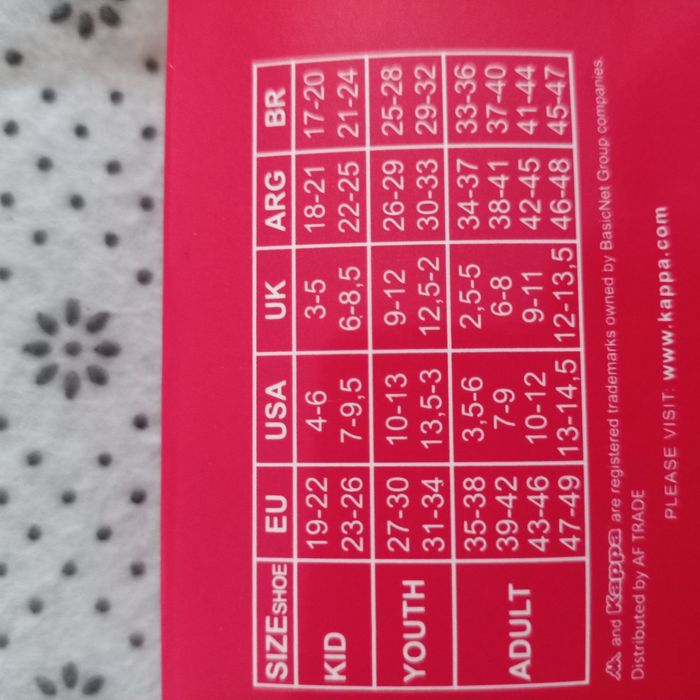 SIZESHOE EU USA UK ARG BR
KID 19-22 4-6 3-5 18-21 17-20
23-26 7-9,5 6-8,5 22-25 21-24
YOUTH 27-30 10-13 9-12 26-29 25-28
31-34 13,5-3 12,5-2 30-33 29-32
ADULT 35-38 3,5-6 2,5-5 34-37 33-36
39-42 7-9 6-8 38-41 37-40
43-46 10-12 9-11 42-45 41-44
47-49 13-14,5 12-13,5 46-48 45-47
and Kappa are registered trademarks owned by BasicNet Group companies.
Distributed by AF TRADE
PLEASE VISIT: www.kappa.com